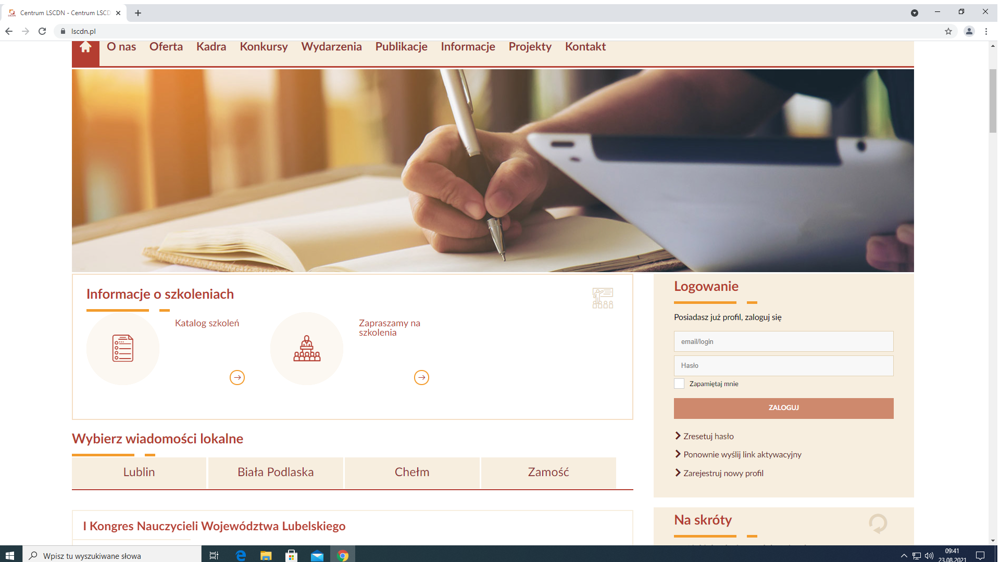 Centrum LSCDN - Centrum LSCD
lscdn.pl
O nas Oferta Kadra Konkursy Wydarzenia Publikacje Informacje Projekty Kontakt
Informacje o szkoleniach
Katalog szkoleń
Zapraszamy na
szkolenia
Logowanie
Posiadasz już profil, zaloguj się
email/login
Hasło
Zapamiętaj mnie
ZALOGUJ
Zresetuj hasło
Ponownie wyślij link aktywacyjny
Zarejestruj nowy profil
Wybierz wiadomości lokalne
Lublin Biała Podlaska Chełm Zamość
I Kongres Nauczycieli Województwa Lubelskiego
Na skróty
Wpisz tu wyszukiwane słowa
09:41
23.08.2021